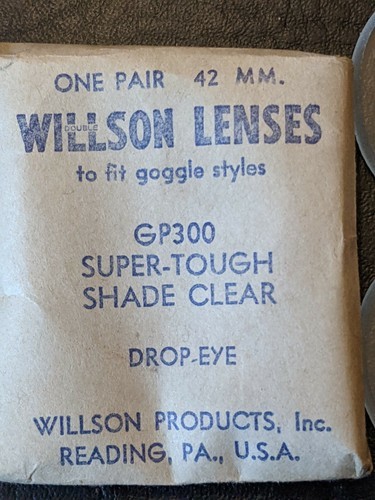 ONE PAIR 42 MM.
WILLSON LENSES
DOUBLE
to fit goggle styles
GP300
SUPER-TOUGH
SHADE CLEAR
DROP-EYE
WILLSON PRODUCTS, Inc.
READING, PA., U.S.A.